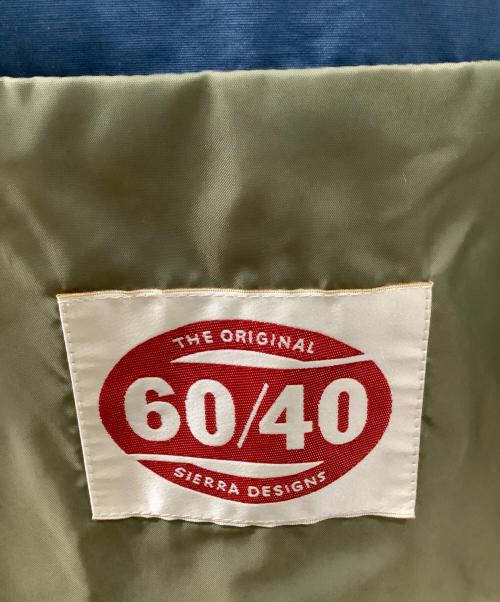 THE ORIGINAL
60/40
SIERRA DESIGNS